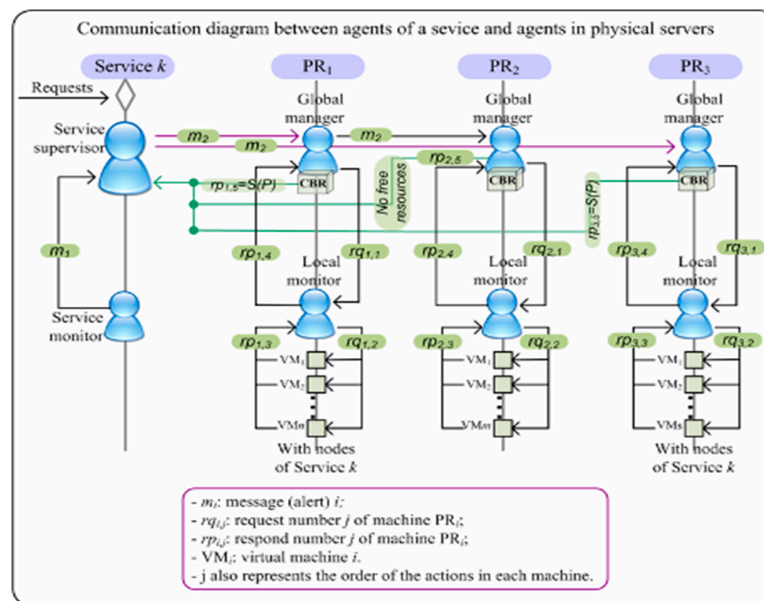 Communication diagram between agents of a sevice and agents in physical servers
Service k
PR₁
PR₂
PR₃
Requests
Global
manager
Global
manager
Global
manager
Service
supervisor
m₂
m₂
m₂
rp₂,₅
CBR
CBR
CBR
rp₁,₅=S(P)
No free
resources
rp₃,₅=S(P)
m₁
rp₁,₄
rq₁,₁
rp₂,₄
rq₂,₁
rp₃,₄
rq₃,₁
Local
monitor
Local
monitor
Local
monitor
Service
monitor
rp₁,₃
rq₁,₂
rp₂,₃
rq₂,₂
rp₃,₃
rq₃,₂
VM₁
VM₁
VM₁
VM₂
VM₂
VM₂
VMn
VMm
VMs
With nodes
of Service k
With nodes
of Service k
- mᵢ: message (alert) i;
- rqᵢ,ⱼ: request number j of machine PRᵢ;
- rpᵢ,ⱼ: respond number j of machine PRᵢ;
- VMᵢ: virtual machine i.
- j also represents the order of the actions in each machine.